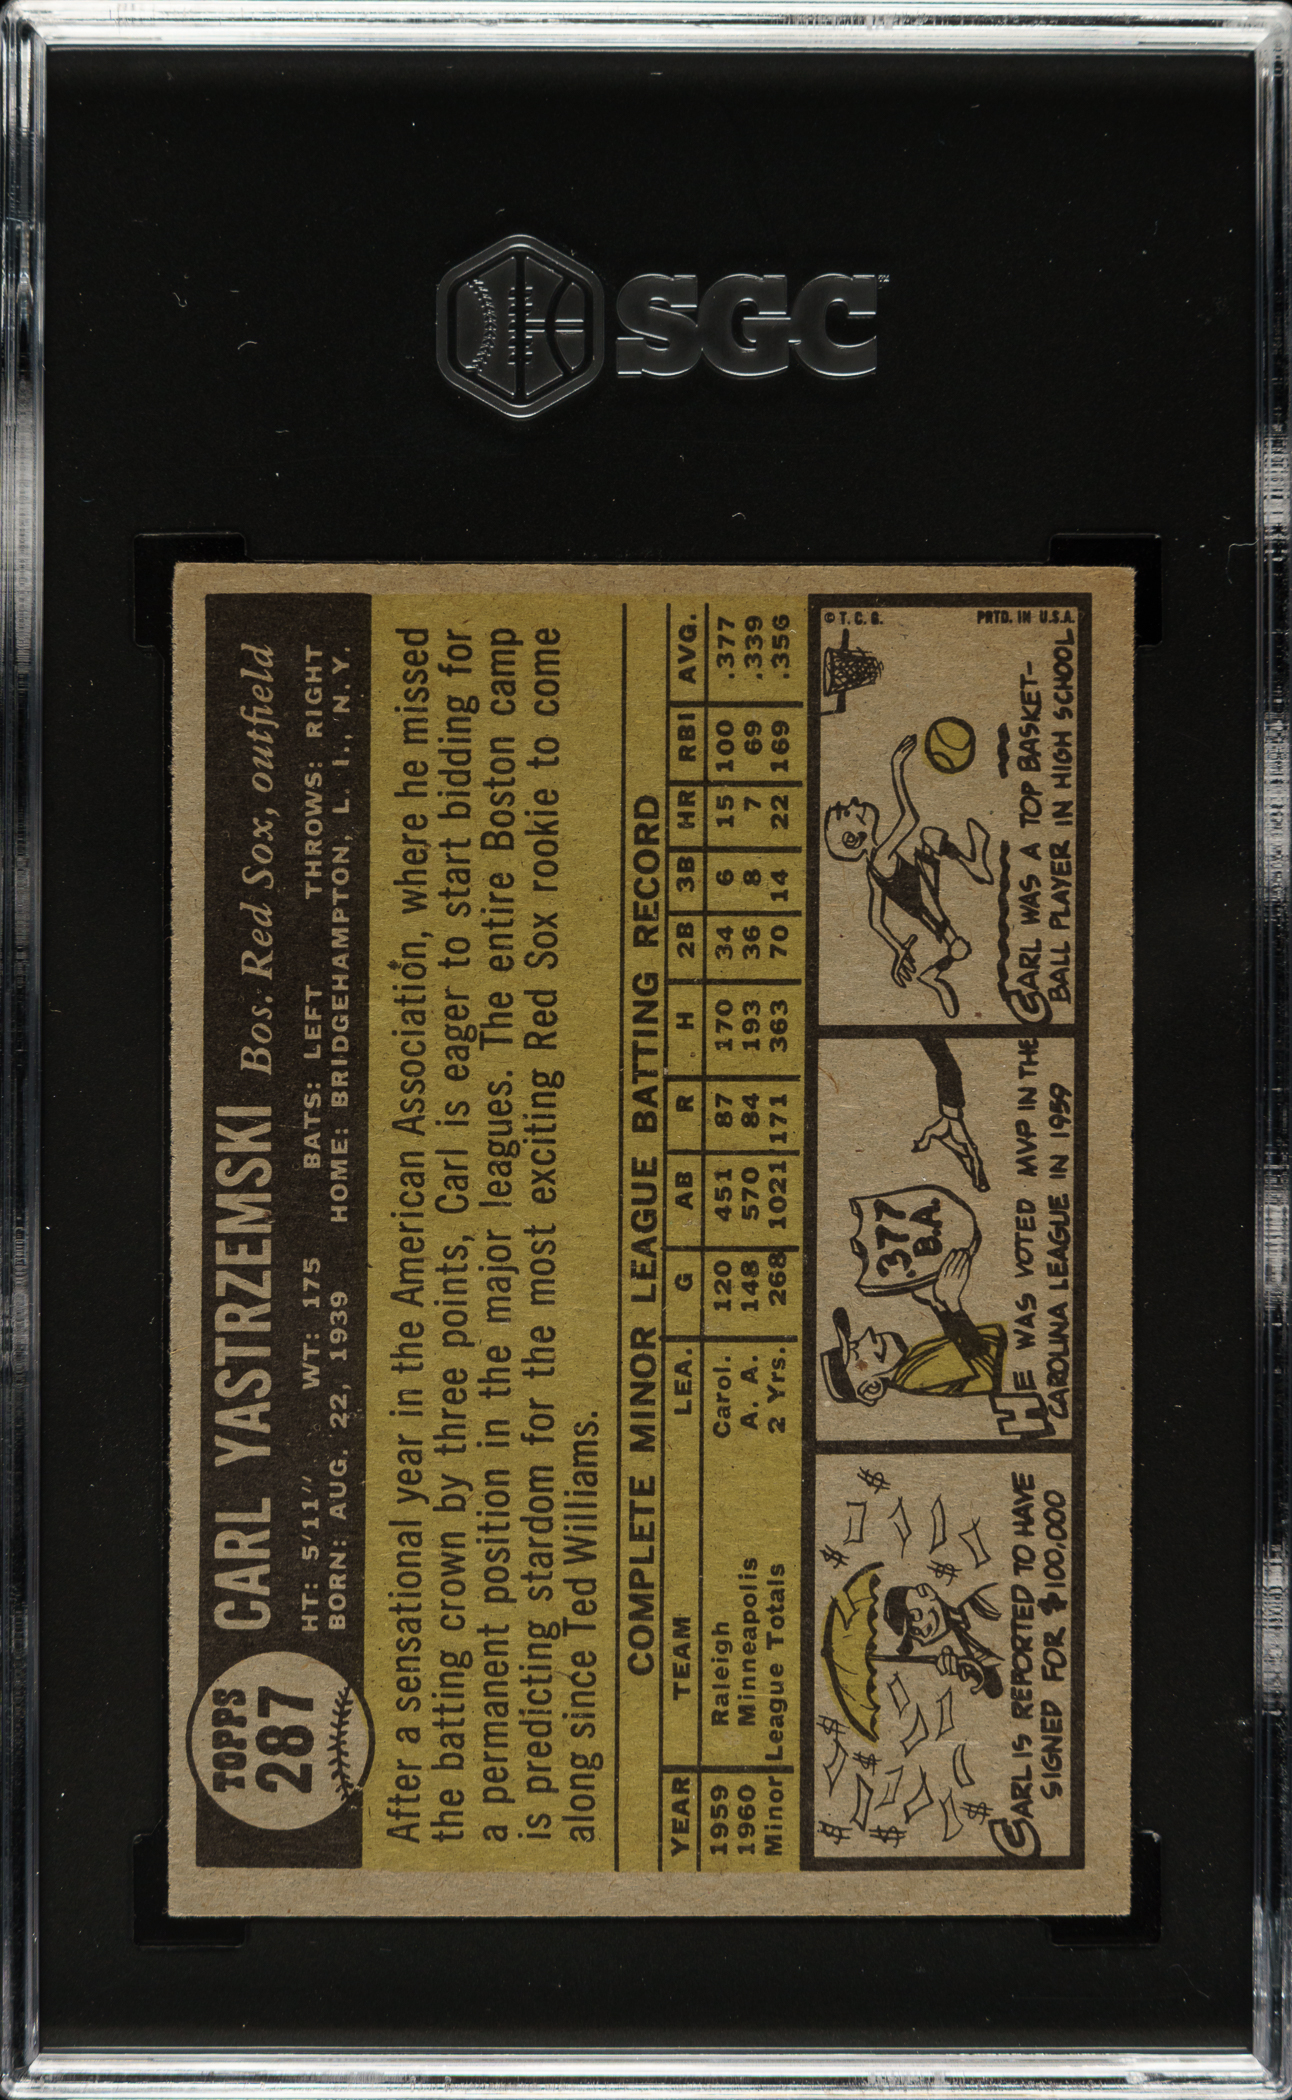 SGC
TOPPS
287
CARL YASTRZEMSKI Bos. Red Sox, outfield
HT: 5'11" WT: 175 BATS: LEFT THROWS: RIGHT
BORN: AUG. 22, 1939 HOME: BRIDGEHAMPTON, L. I., N. Y.
After a sensational year in the American Association, where he missed
the batting crown by three points, Carl is eager to start bidding for
a permanent position in the major leagues. The entire Boston camp
is predicting stardom for the most exciting Red Sox rookie to come
along since Ted Williams.
COMPLETE MINOR LEAGUE BATTING RECORD
YEAR TEAM LEA. G AB R H 2B 3B HR RBI AVG.
1959 Raleigh Carol. 120 451 87 170 34 6 15 100 .377
1960 Minneapolis A. A. 148 570 84 193 36 8 7 69 .339
Minor League Totals 2 Yrs. 268 1021 171 363 70 14 22 169 .356
$ $ $ $ $ $ $
CARL IS REPORTED TO HAVE
SIGNED FOR $100,000
377
B.A.
HE WAS VOTED MVP IN THE
CAROLINA LEAGUE IN 1959
© T. C. G. PRTD. IN U.S.A.
CARL WAS A TOP BASKET-
BALL PLAYER IN HIGH SCHOOL